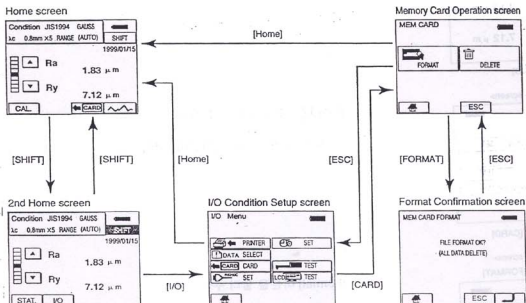 Home screen
Condition JIS1994 GAUSS
λc 0.8mm ×5 RANGE (AUTO) SHIFT
1999/01/15
Ra
1.83 μm
Ry
7.12 μm
CAL. CARD
[Home]
Memory Card Operation screen
MEM CARD
FORMAT DELETE
ESC
[SHIFT] [SHIFT] [Home] [ESC] [FORMAT] [ESC]
2nd Home screen
Condition JIS1994 GAUSS
λc 0.8mm ×5 RANGE (AUTO) SHIFT
1999/01/15
Ra
1.83 μm
Ry
7.12 μm
STAT. I/O
[I/O]
I/O Condition Setup screen
I/O Menu
PRINTER SET
DATA SELECT
CARD CARD TEST
SET LCD TEST
[CARD]
Format Confirmation screen
MEM CARD FORMAT
FILE FORMAT OK?
(ALL DATA DELETE)
ESC